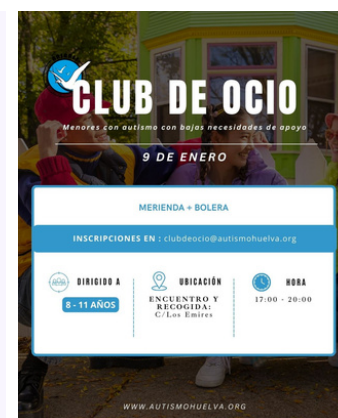 CLUB DE OCIO
Menores con autismo con bajas necesidades de apoyo
9 DE ENERO
MERIENDA + BOLERA
INSCRIPCIONES EN : clubdeocio@autismohuelva.org
DIRIGIDO A
8 - 11 AÑOS
UBICACIÓN
ENCUENTRO Y
RECOGIDA:
C/Los Emires
HORA
17:00 - 20:00
WWW.AUTISMOHUELVA.ORG